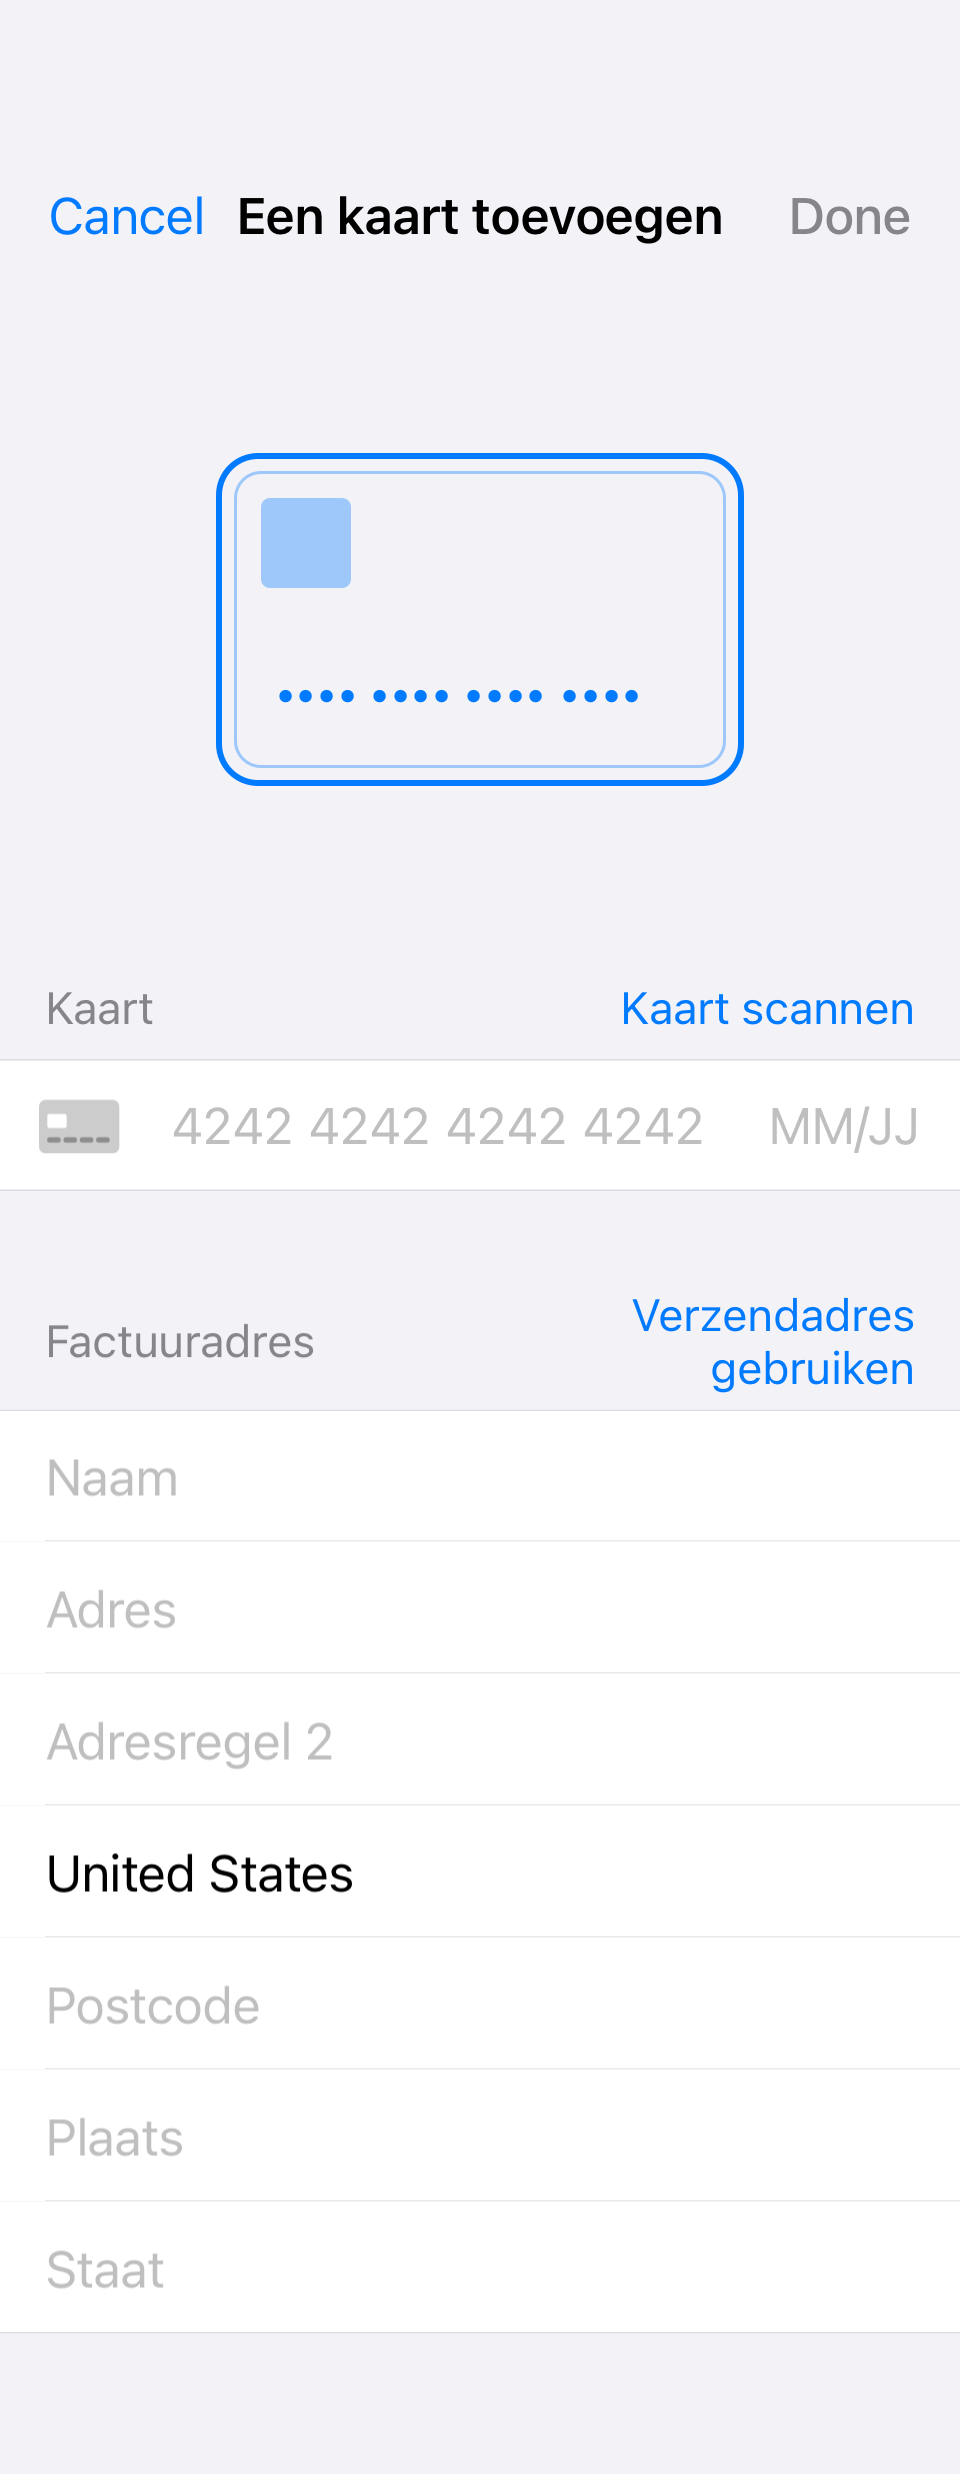 Cancel Een kaart toevoegen Done
Kaart Kaart scannen
4242 4242 4242 4242 MM/JJ
Factuuradres Verzendadres gebruiken
Naam
Adres
Adresregel 2
United States
Postcode
Plaats
Staat